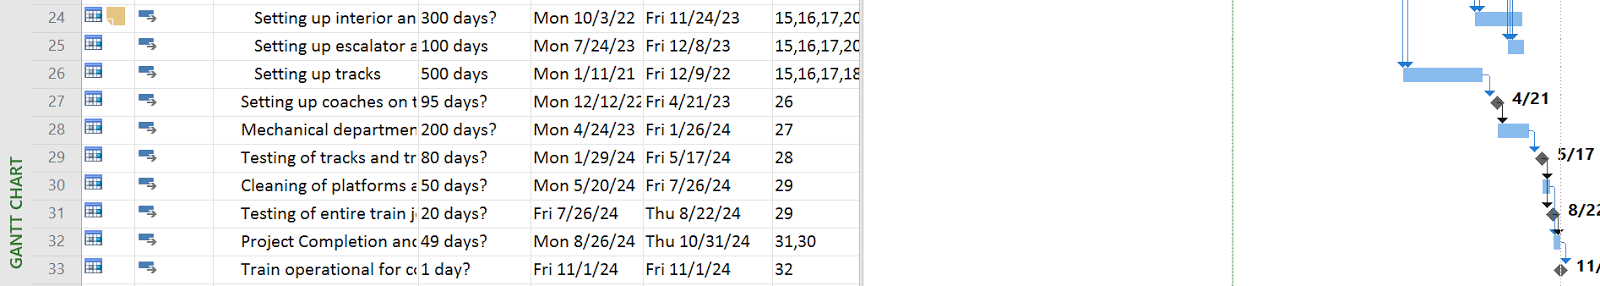 24 Setting up interior an 300 days? Mon 10/3/22 Fri 11/24/23 15,16,17,20
25 Setting up escalator a 100 days Mon 7/24/23 Fri 12/8/23 15,16,17,20
26 Setting up tracks 500 days Mon 1/11/21 Fri 12/9/22 15,16,17,18
27 Setting up coaches on t 95 days? Mon 12/12/22 Fri 4/21/23 26 4/21
28 Mechanical departmen 200 days? Mon 4/24/23 Fri 1/26/24 27
29 Testing of tracks and tr 80 days? Mon 1/29/24 Fri 5/17/24 28 5/17
30 Cleaning of platforms a 50 days? Mon 5/20/24 Fri 7/26/24 29
31 Testing of entire train j 20 days? Fri 7/26/24 Thu 8/22/24 29 8/22
32 Project Completion and 49 days? Mon 8/26/24 Thu 10/31/24 31,30
33 Train operational for co 1 day? Fri 11/1/24 Fri 11/1/24 32 11/
GANTT CHART